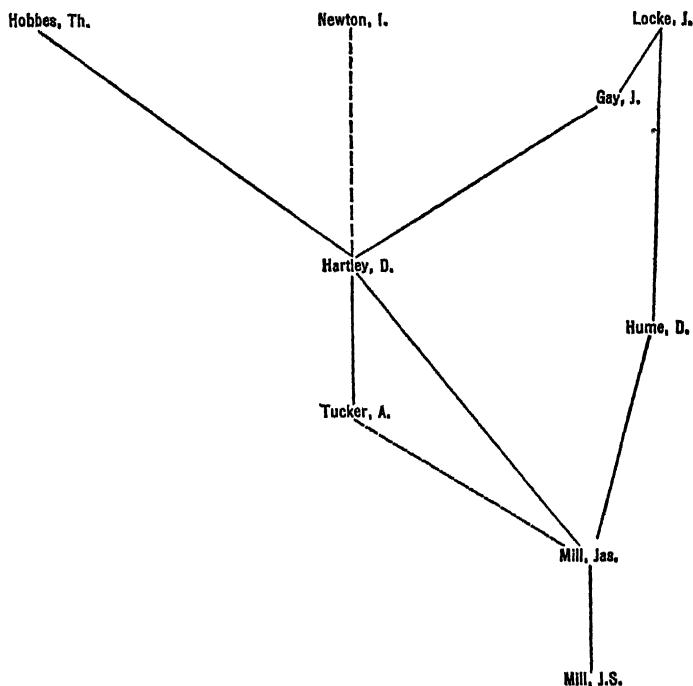 Hobbes, Th.
Newton, I.
Locke, J.
Gay, J.
Hartley, D.
Hume, D.
Tucker, A.
Mill, Jas.
Mill, J.S.